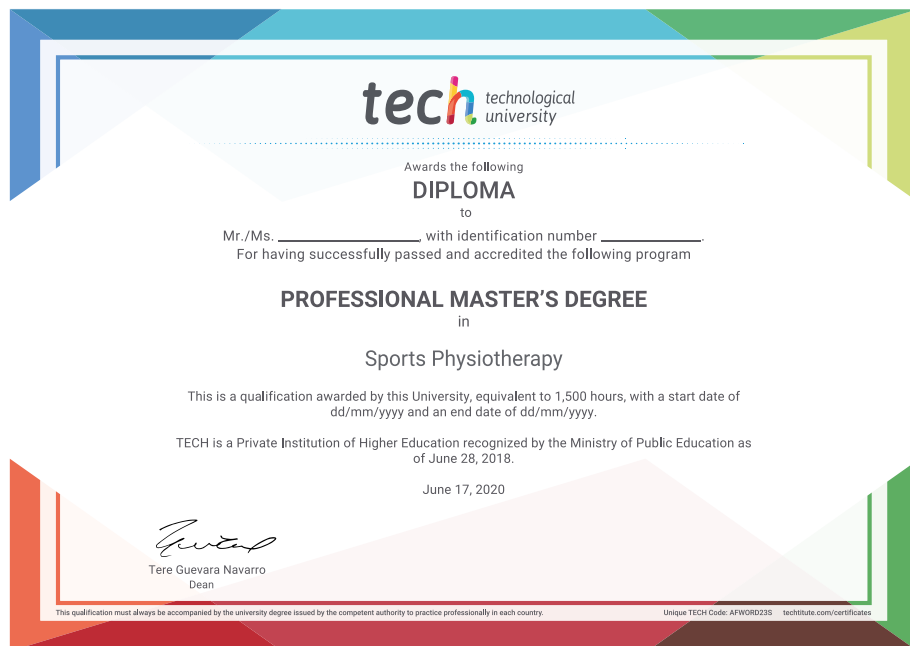 tech technological
university
Awards the following
DIPLOMA
to
Mr./Ms. ____________________, with identification number ______________.
For having successfully passed and accredited the following program
PROFESSIONAL MASTER’S DEGREE
in
Sports Physiotherapy
This is a qualification awarded by this University, equivalent to 1,500 hours, with a start date of
dd/mm/yyyy and an end date of dd/mm/yyyy.
TECH is a Private Institution of Higher Education recognized by the Ministry of Public Education as
of June 28, 2018.
June 17, 2020
Tere Guevara Navarro
Dean
This qualification must always be accompanied by the university degree issued by the competent authority to practice professionally in each country. Unique TECH Code: AFWORD23S techtitute.com/certificates